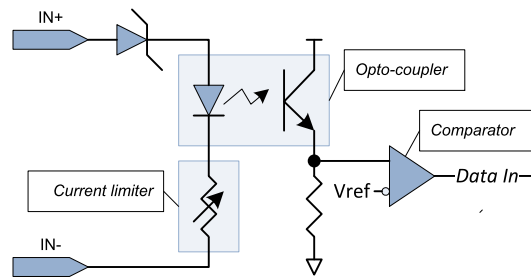 IN+
Opto-coupler
Comparator
Current limiter
Vref
Data In
IN-